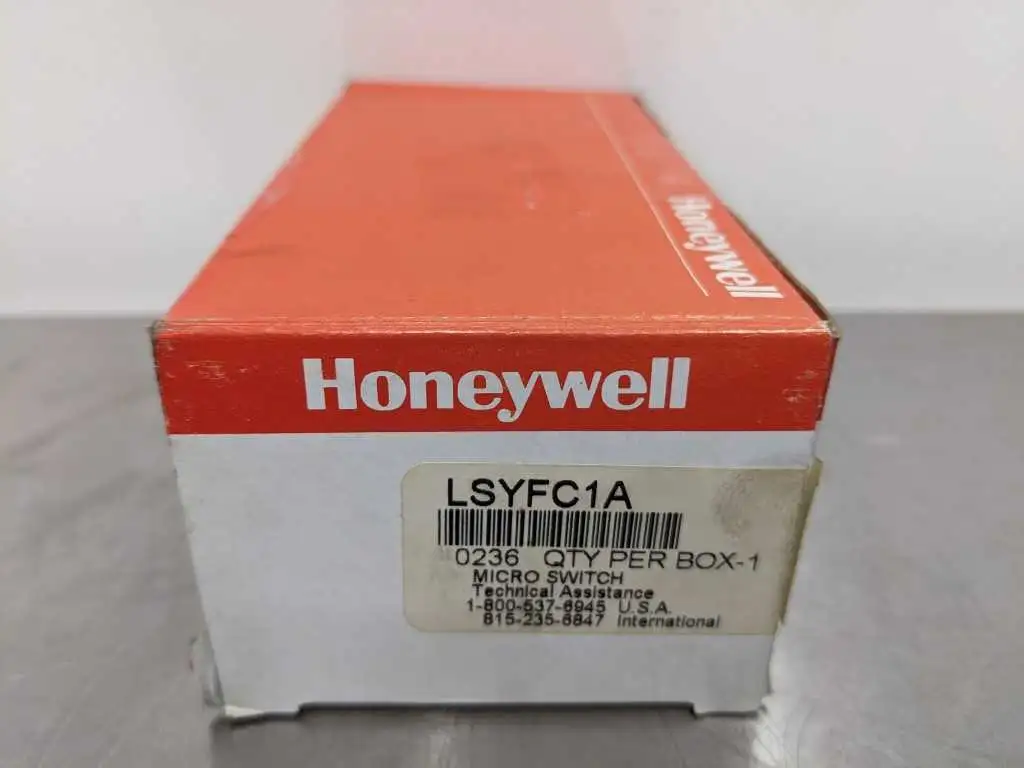 Honeywell
Honeywell
LSYFC1A
0236 QTY PER BOX-1
MICRO SWITCH
Technical Assistance
1-800-537-6945 U.S.A.
815-235-6847 International